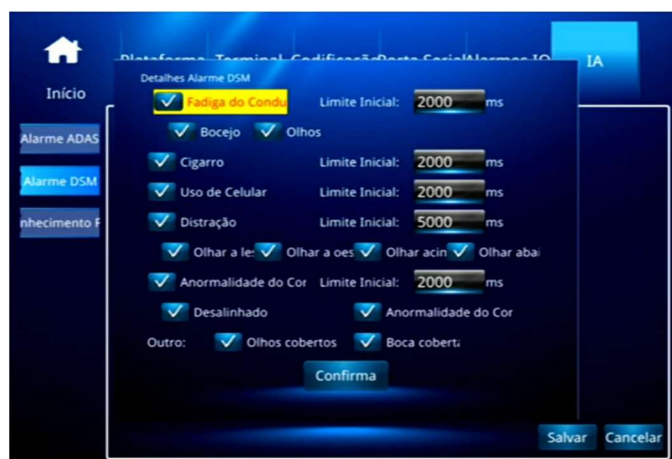 Início
Plataforma Terminal Codificação Porta Serial Alarmes IO
IA
Alarme ADAS
Alarme DSM
nhecimento F
Detalhes Alarme DSM
Fadiga do Condu Limite Inicial: 2000 ms
Bocejo Olhos
Cigarro Limite Inicial: 2000 ms
Uso de Celular Limite Inicial: 2000 ms
Distração Limite Inicial: 5000 ms
Olhar a le Olhar a oes Olhar acin Olhar abai
Anormalidade do Cor Limite Inicial: 2000 ms
Desalinhado Anormalidade do Cor
Outro: Olhos cobertos Boca coberta
Confirma
Salvar Cancelar